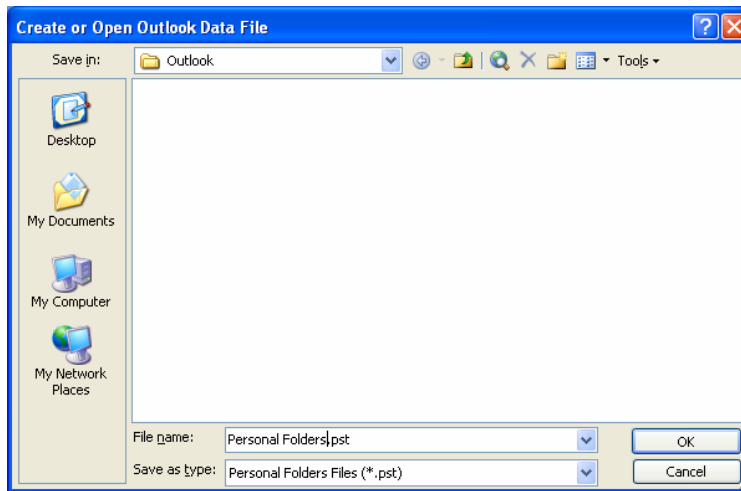 Create or Open Outlook Data File
Save in:
Outlook
Tools
Desktop
My Documents
My Computer
My Network
Places
File name:
Personal Folders.pst
OK
Save as type:
Personal Folders Files (*.pst)
Cancel